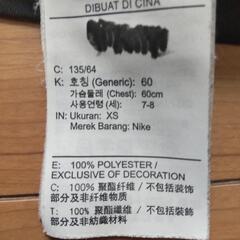 DIBUAT DI CINA
C: 135/64
K: 호칭 (Generic): 60
가슴둘레 (Chest): 60cm
사용연령 (세): 7-8
IN: Ukuran: XS
Merek Barang: Nike
E: 100% POLYESTER /
EXCLUSIVE OF DECORATION
C: 100% 聚酯纤维 / 不包括装饰
部分及非纤维物质
T: 100% 聚酯纖維 / 不包括裝飾
部分及非紡織材料